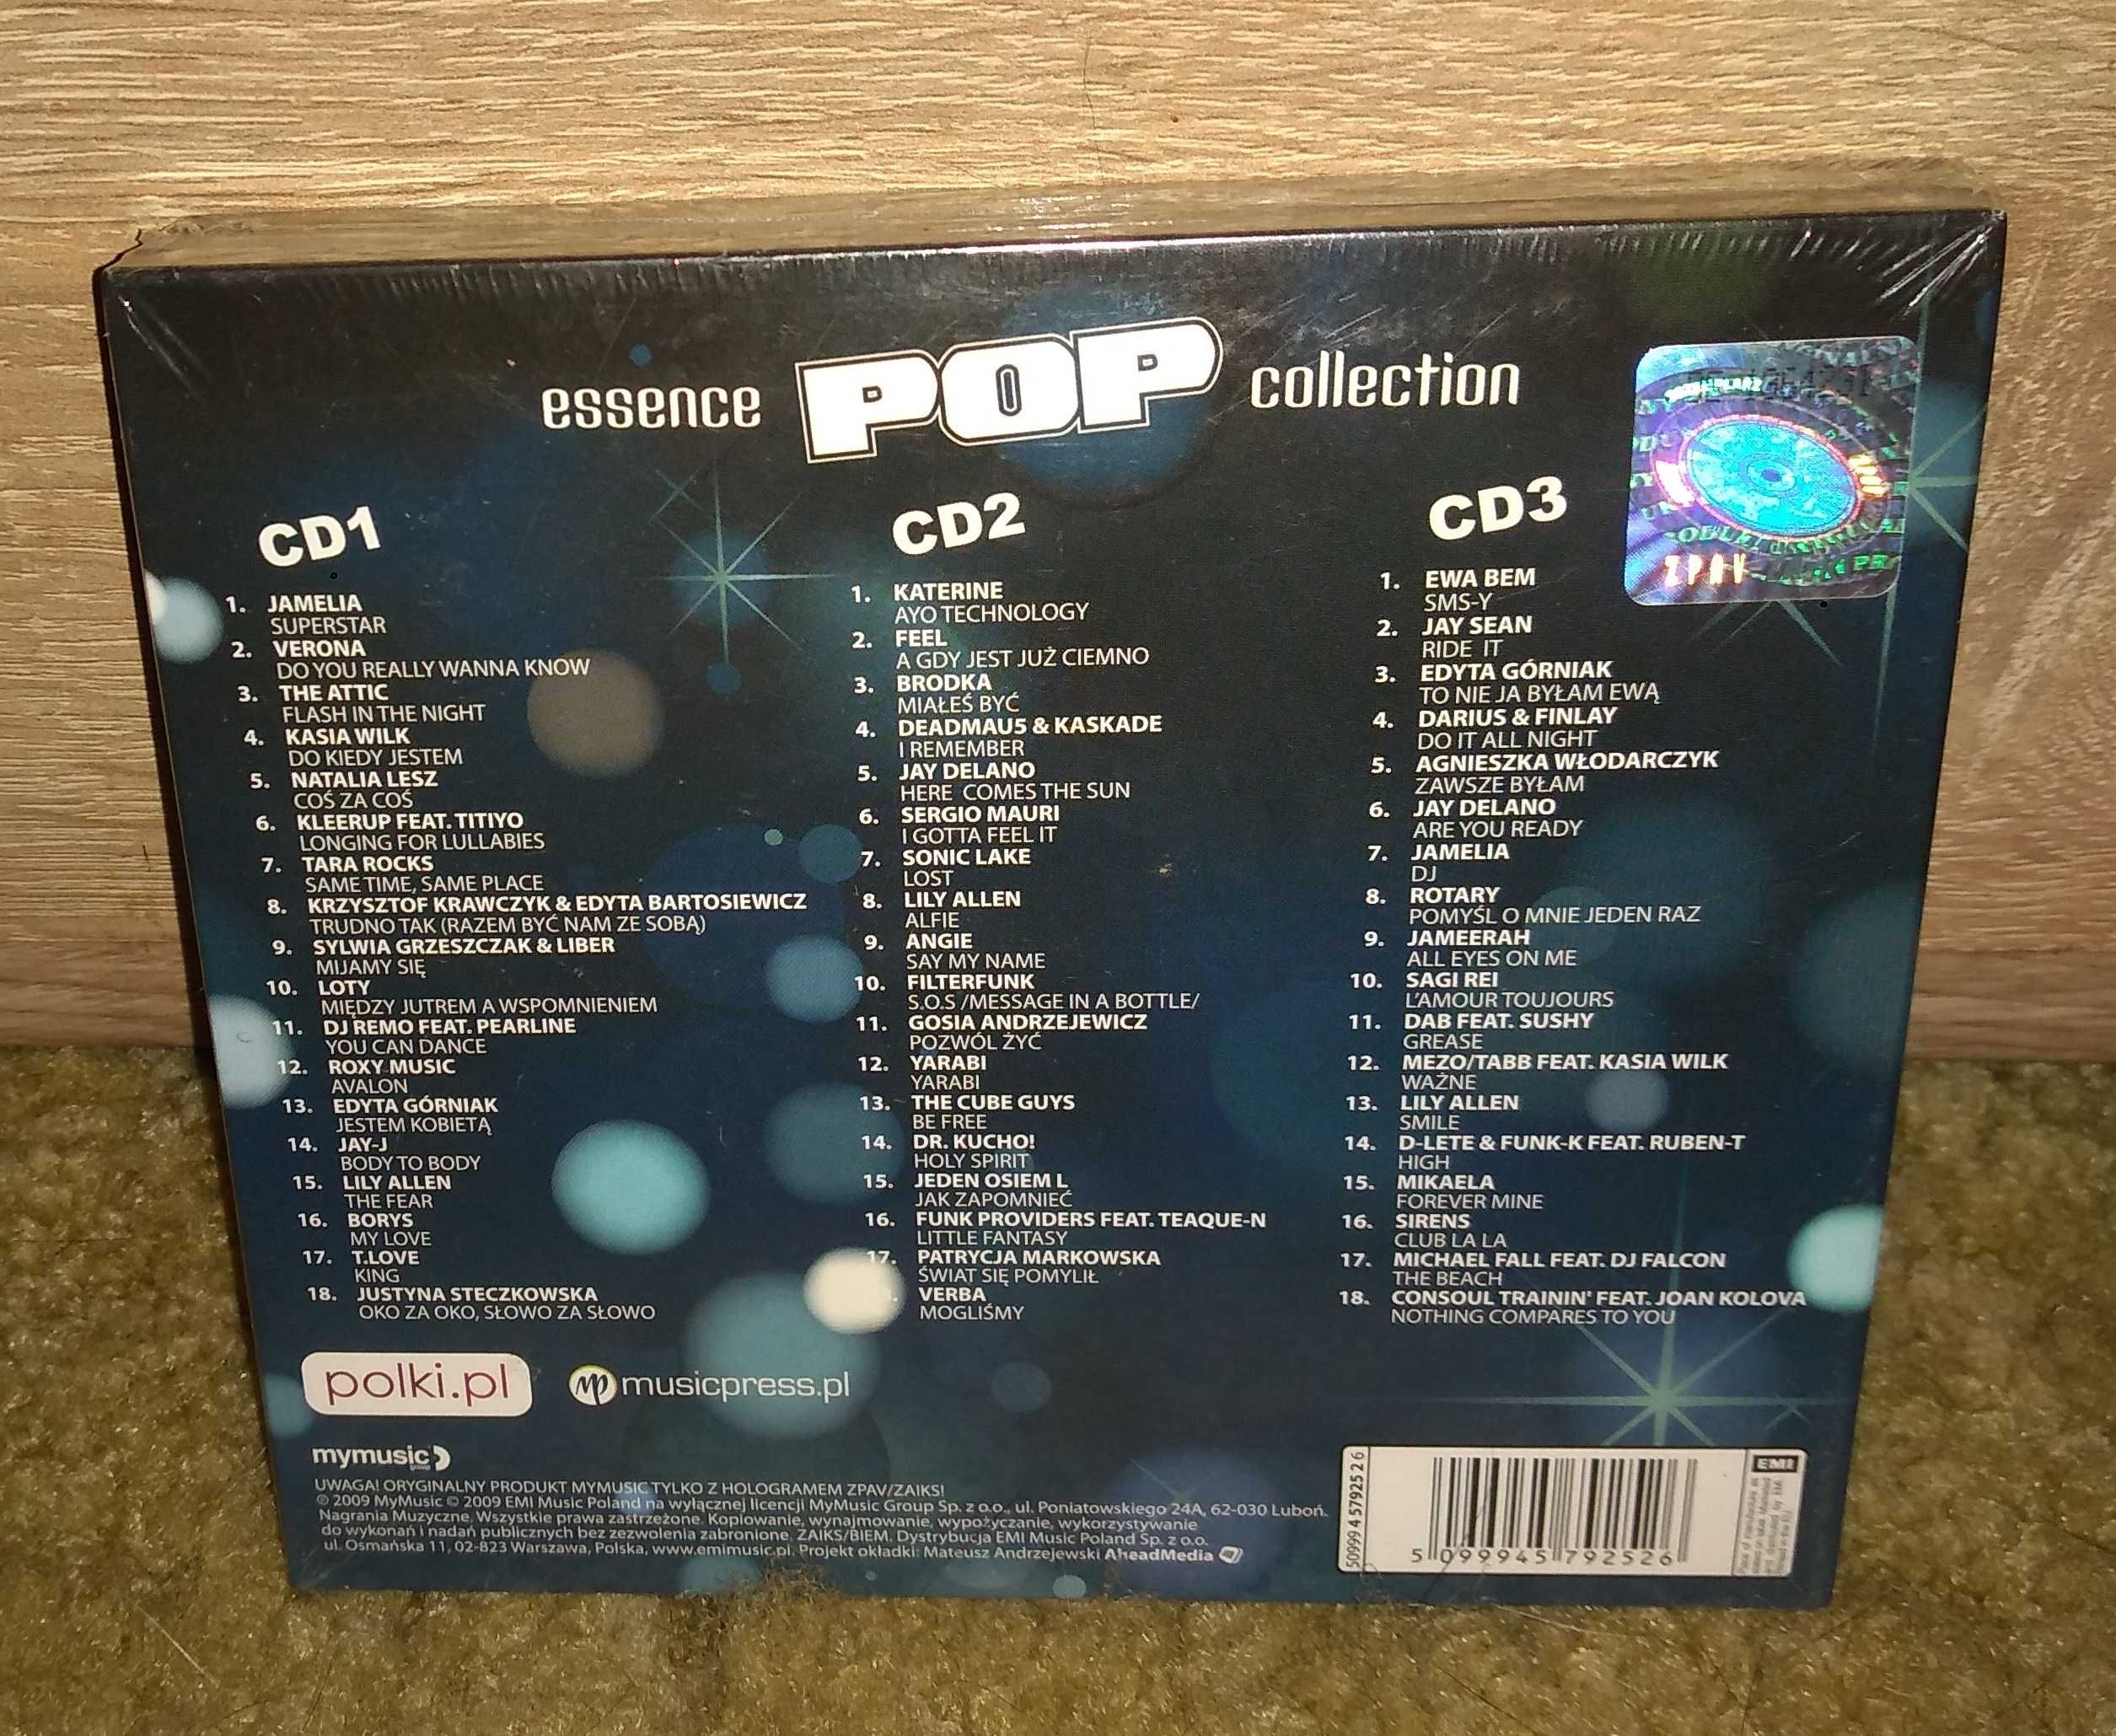 essence POP collection
CD1
1. JAMELIA
SUPERSTAR
2. VERONA
DO YOU REALLY WANNA KNOW
3. THE ATTIC
FLASH IN THE NIGHT
4. KASIA WILK
DO KIEDY JESTEM
5. NATALIA LESZ
COŚ ZA COŚ
6. KLEERUP FEAT. TITIYO
LONGING FOR LULLABIES
7. TARA ROCKS
SAME TIME, SAME PLACE
8. KRZYSZTOF KRAWCZYK & EDYTA BARTOSIEWICZ
TRUDNO TAK (RAZEM BYĆ NAM ZE SOBĄ)
9. SYLWIA GRZESZCZAK & LIBER
MIJAMY SIĘ
10. LOTY
MIĘDZY JUTREM A WSPOMNIENIEM
11. DJ REMO FEAT. PEARLINE
YOU CAN DANCE
12. ROXY MUSIC
AVALON
13. EDYTA GÓRNIAK
JESTEM KOBIETĄ
14. JAY-J
BODY TO BODY
15. LILY ALLEN
THE FEAR
16. BORYS
MY LOVE
17. T.LOVE
KING
18. JUSTYNA STECZKOWSKA
OKO ZA OKO, SŁOWO ZA SŁOWO
CD2
1. KATERINE
AYO TECHNOLOGY
2. FEEL
A GDY JEST JUŻ CIEMNO
3. BRODKA
MIAŁEŚ BYĆ
4. DEADMAU5 & KASKADE
I REMEMBER
5. JAY DELANO
HERE COMES THE SUN
6. SERGIO MAURI
I GOTTA FEEL IT
7. SONIC LAKE
LOST
8. LILY ALLEN
ALFIE
9. ANGIE
SAY MY NAME
10. FILTERFUNK
S.O.S /MESSAGE IN A BOTTLE/
11. GOSIA ANDRZEJEWICZ
POZWÓL ŻYĆ
12. YARABI
YARABI
13. THE CUBE GUYS
BE FREE
14. DR. KUCHO!
HOLY SPIRIT
15. JEDEN OSIEM L
JAK ZAPOMNIEĆ
16. FUNK PROVIDERS FEAT. TEAQUE-N
LITTLE FANTASY
17. PATRYCJA MARKOWSKA
ŚWIAT SIĘ POMYLIŁ
VERBA
MOGLIŚMY
CD3
1. EWA BEM
SMS-Y
2. JAY SEAN
RIDE IT
3. EDYTA GÓRNIAK
TO NIE JA BYŁAM EWĄ
4. DARIUS & FINLAY
DO IT ALL NIGHT
5. AGNIESZKA WŁODARCZYK
ZAWSZE BYŁAM
6. JAY DELANO
ARE YOU READY
7. JAMELIA
DJ
8. ROTARY
POMYŚL O MNIE JEDEN RAZ
9. JAMEERAH
ALL EYES ON ME
10. SAGI REI
L'AMOUR TOUJOURS
11. DAB FEAT. SUSHY
GREASE
12. MEZO/TABB FEAT. KASIA WILK
WAŻNE
13. LILY ALLEN
SMILE
14. D-LETE & FUNK-K FEAT. RUBEN-T
HIGH
15. MIKAELA
FOREVER MINE
16. SIRENS
CLUB LA LA
17. MICHAEL FALL FEAT. DJ FALCON
THE BEACH
18. CONSOUL TRAININ' FEAT. JOAN KOLOVA
NOTHING COMPARES TO YOU
ZPAV
polki.pl
mp musicpress.pl
mymusic group
UWAGA! ORYGINALNY PRODUKT MYMUSIC TYLKO Z HOLOGRAMEM ZPAV/ZAIKS!
℗ 2009 MyMusic © 2009 EMI Music Poland na wyłącznej licencji MyMusic Group Sp. z o.o., ul. Poniatowskiego 24A, 62-030 Luboń.
Nagrania Muzyczne. Wszystkie prawa zastrzeżone. Kopiowanie, wynajmowanie, wypożyczanie, wykorzystywanie
do wykonań i nadań publicznych bez zezwolenia zabronione. ZAIKS/BIEM. Dystrybucja EMI Music Poland Sp. z o.o.
ul. Osmańska 11, 02-823 Warszawa, Polska, www.emimusic.pl. Projekt okładki: Mateusz Andrzejewski AheadMedia
5099945792526
5 099945 792526
EMI